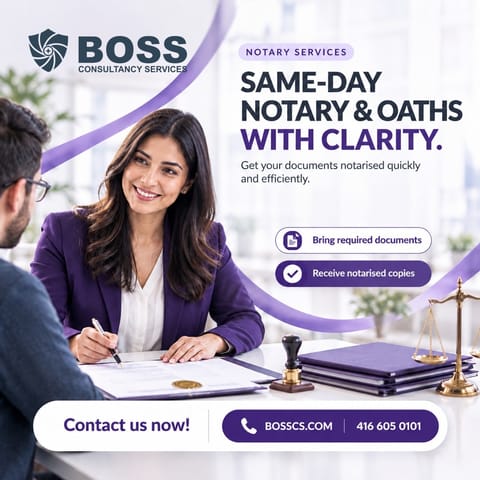 BOSS
CONSULTANCY SERVICES
NOTARY SERVICES
SAME-DAY
NOTARY & OATHS
WITH CLARITY.
Get your documents notarised quickly
and efficiently.
Bring required documents
Receive notarised copies
Contact us now!
BOSSCS.COM
416 605 0101